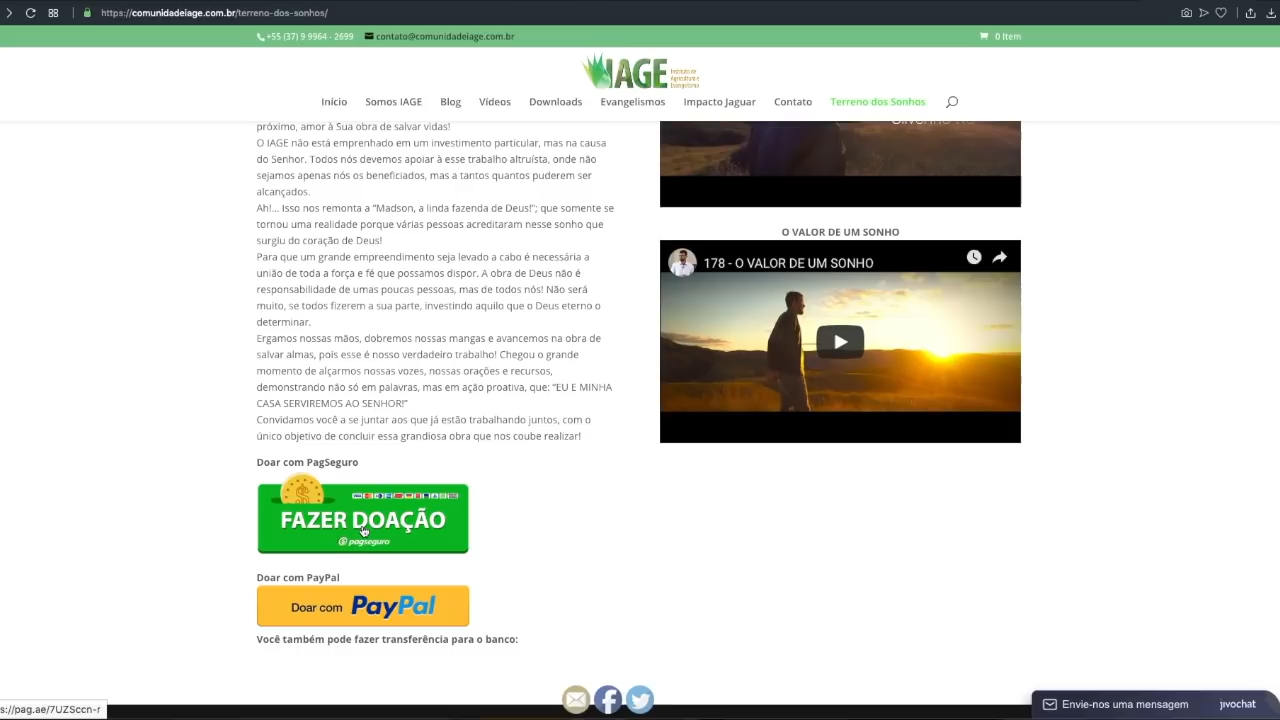 https://comunidadeiage.com.br/terreno-dos-sonhos/
+55 (37) 9 9964 - 2699 contato@comunidadeiage.com.br 0 Item
IAGE Instituto de Agricultura e Evangelismo
Início Somos IAGE Blog Vídeos Downloads Evangelismos Impacto Jaguar Contato Terreno dos Sonhos
próximo, amor à Sua obra de salvar vidas!
O IAGE não está emprenhado em um investimento particular, mas na causa
do Senhor. Todos nós devemos apoiar à esse trabalho altruísta, onde não
sejamos apenas nós os beneficiados, mas a tantos quantos puderem ser
alcançados.
Ah!... Isso nos remonta a “Madson, a linda fazenda de Deus!”; que somente se
tornou uma realidade porque várias pessoas acreditaram nesse sonho que
surgiu do coração de Deus!
Para que um grande empreendimento seja levado a cabo é necessária a
união de toda a força e fé que possamos dispor. A obra de Deus não é
responsabilidade de umas poucas pessoas, mas de todos nós! Não será
muito, se todos fizerem a sua parte, investindo aquilo que o Deus eterno o
determinar.
Ergamos nossas mãos, dobremos nossas mangas e avancemos na obra de
salvar almas, pois esse é nosso verdadeiro trabalho! Chegou o grande
momento de alçarmos nossas vozes, nossas orações e recursos,
demonstrando não só em palavras, mas em ação proativa, que: “EU E MINHA
CASA SERVIREMOS AO SENHOR!”
Convidamos você a se juntar aos que já estão trabalhando juntos, com o
único objetivo de concluir essa grandiosa obra que nos coube realizar!
O VALOR DE UM SONHO
178 - O VALOR DE UM SONHO
Doar com PagSeguro
FAZER DOAÇÃO
pagseguro
Doar com PayPal
Doar com PayPal
Você também pode fazer transferência para o banco:
s://pag.ae/7UZSccn-r
Envie-nos uma mensagem jivochat